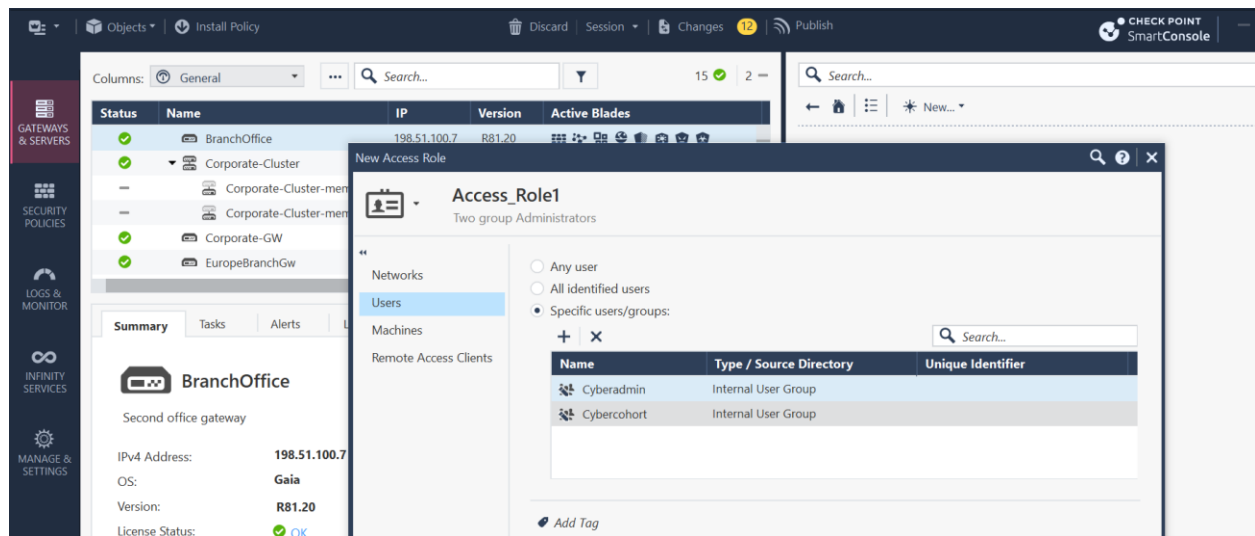 Objects
Install Policy
Discard
Session
Changes
12
Publish
CHECK POINT
SmartConsole
GATEWAYS
& SERVERS
SECURITY
POLICIES
LOGS &
MONITOR
INFINITY
SERVICES
MANAGE &
SETTINGS
Columns:
General
Search...
15
2
Status Name IP Version Active Blades
BranchOffice 198.51.100.7 R81.20
Corporate-Cluster
Corporate-Cluster-mem
Corporate-Cluster-mem
Corporate-GW
EuropeBranchGw
Summary Tasks Alerts L
BranchOffice
Second office gateway
IPv4 Address: 198.51.100.7
OS: Gaia
Version: R81.20
License Status: OK
Search...
New...
New Access Role
Access_Role1
Two group Administrators
Networks
Users
Machines
Remote Access Clients
Any user
All identified users
Specific users/groups:
Search...
Name Type / Source Directory Unique Identifier
Cyberadmin Internal User Group
Cybercohort Internal User Group
Add Tag